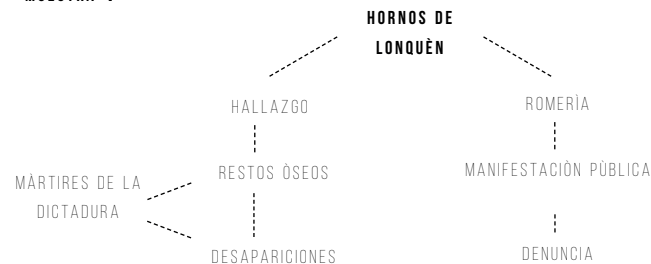 HORNOS DE
LONQUÈN
HALLAZGO
ROMERÌA
RESTOS ÒSEOS
MANIFESTACIÒN PÙBLICA
MÀRTIRES DE LA
DICTADURA
DESAPARICIONES
DENUNCIA